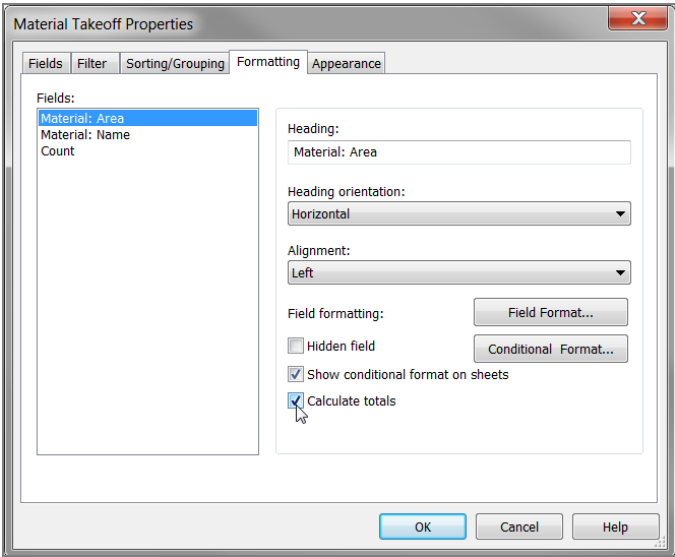 Material Takeoff Properties
X
Fields Filter Sorting/Grouping Formatting Appearance
Fields:
Material: Area
Material: Name
Count
Heading:
Material: Area
Heading orientation:
Horizontal
Alignment:
Left
Field formatting:
Field Format...
Hidden field
Conditional Format...
Show conditional format on sheets
Calculate totals
OK Cancel Help